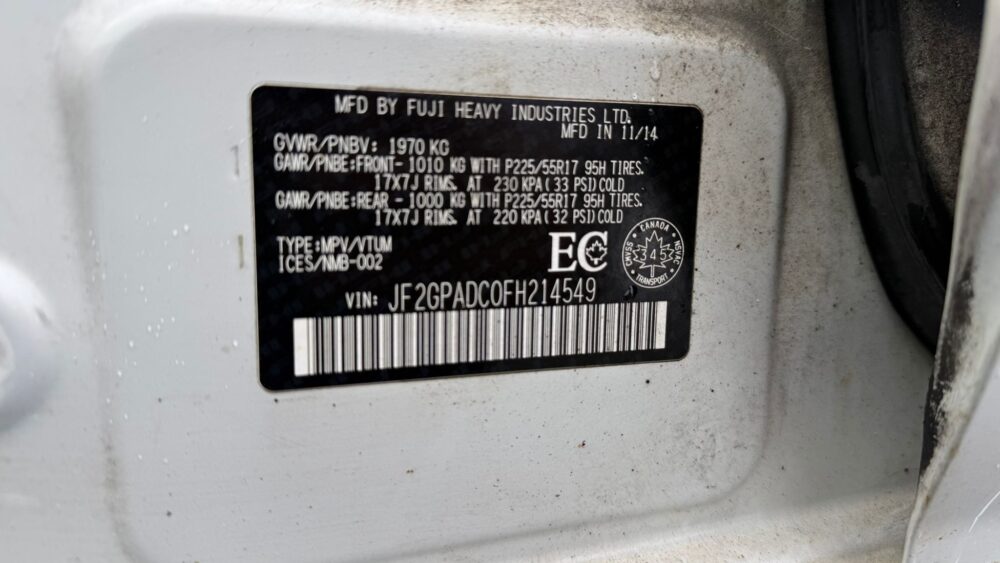 MFD BY FUJI HEAVY INDUSTRIES LTD.
MFD IN 11/14
GVWR/PNBV: 1970 KG
GAWR/PNBE:FRONT- 1010 KG WITH P225/55R17 95H TIRES.
17X7J RIMS. AT 230 KPA(33 PSI)COLD
GAWR/PNBE:REAR - 1000 KG WITH P225/55R17 95H TIRES.
17X7J RIMS. AT 220 KPA(32 PSI)COLD
TYPE:MPV/VTUM
ICES/NMB-002
EC
CANADA
CMVSS
345
NSVAC
TRANSPORT
VIN: JF2GPADC0FH214549